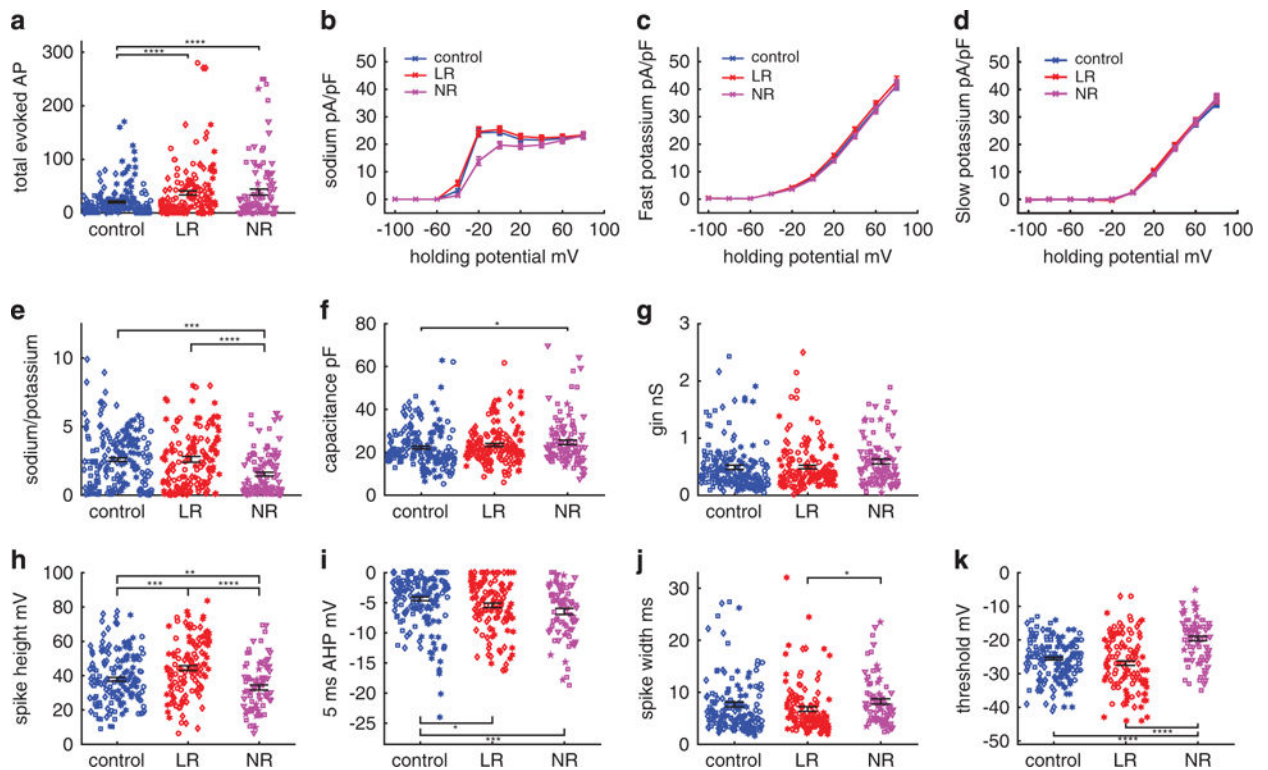 a
total evoked AP
300
200
100
0
****
****
control LR NR
b
sodium pA/pF
50
40
30
20
10
0
control
LR
NR
-100 -60 -20 20 60 100
holding potential mV
c
Fast potassium pA/pF
50
40
30
20
10
0
control
LR
NR
-100 -60 -20 20 60 100
holding potential mV
d
Slow potassium pA/pF
50
40
30
20
10
0
control
LR
NR
-100 -60 -20 20 60 100
holding potential mV
e
sodium/potassium
10
5
0
***
****
control LR NR
f
capacitance pF
80
60
40
20
0
*
control LR NR
g
gin nS
3
2
1
0
control LR NR
h
spike height mV
100
80
60
40
20
0
**
*** ****
control LR NR
i
5 ms AHP mV
0
-5
-10
-15
-20
-25
*
***
control LR NR
j
spike width ms
30
20
10
0
*
control LR NR
k
threshold mV
0
-10
-20
-30
-40
-50
****
****
control LR NR